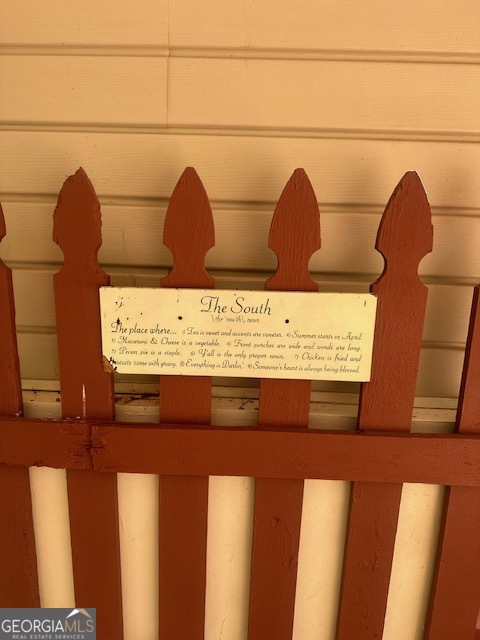 The South
\ the 'south \ noun
The place where... 1) Tea is sweet and accents are sweeter. 2) Summer starts in April.
3) Macaroni & Cheese is a vegetable. 4) Front porches are wide and words are long.
5) Pecan pie is a staple. 6) Y'all is the only proper noun. 7) Chicken is fried and
biscuits come with gravy. 8) Everything is Darlin'. 9) Someone's heart is always being blessed.
GEORGIAMLS
REAL ESTATE SERVICES